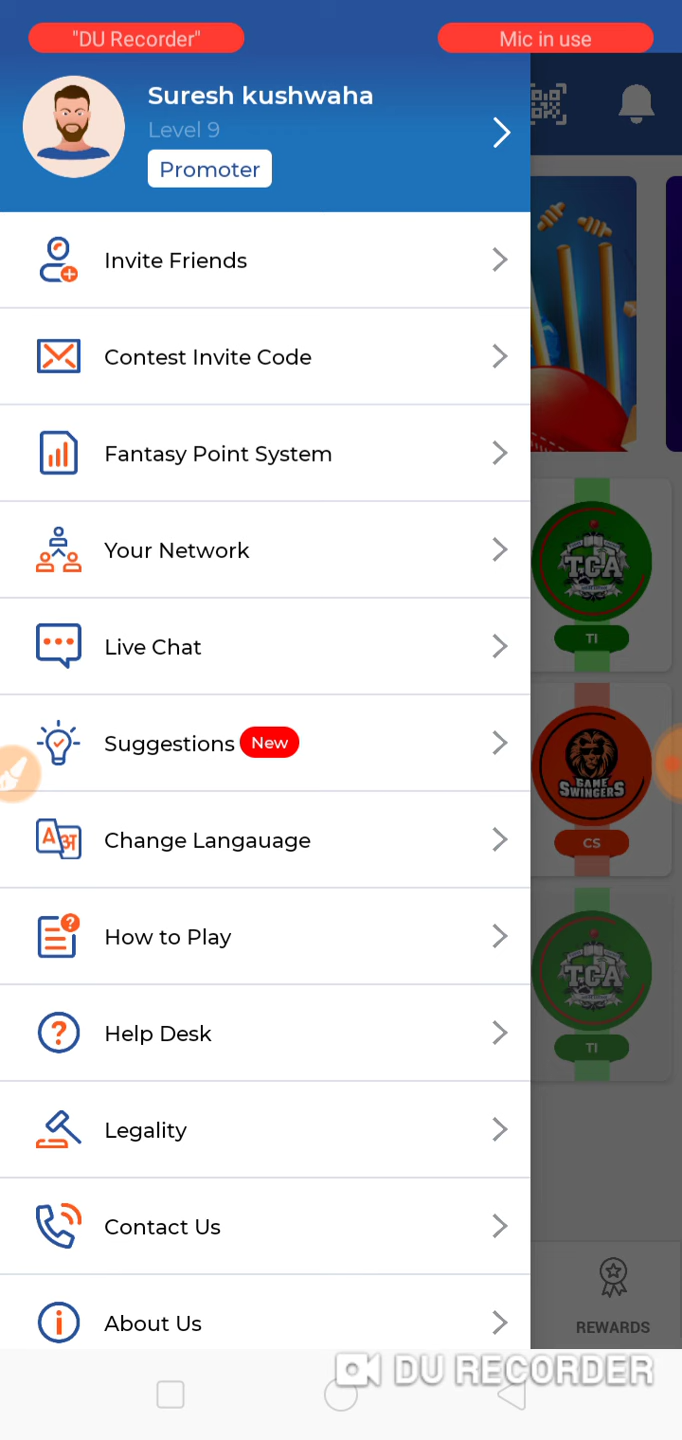 "DU Recorder"
Mic in use
Suresh kushwaha
Level 9
Promoter
Invite Friends
Contest Invite Code
Fantasy Point System
Your Network
Live Chat
Suggestions New
Change Langauage
How to Play
Help Desk
Legality
Contact Us
About Us
TCA
TI
GAME
SWINGERS
CS
TCA
TI
REWARDS
DU RECORDER